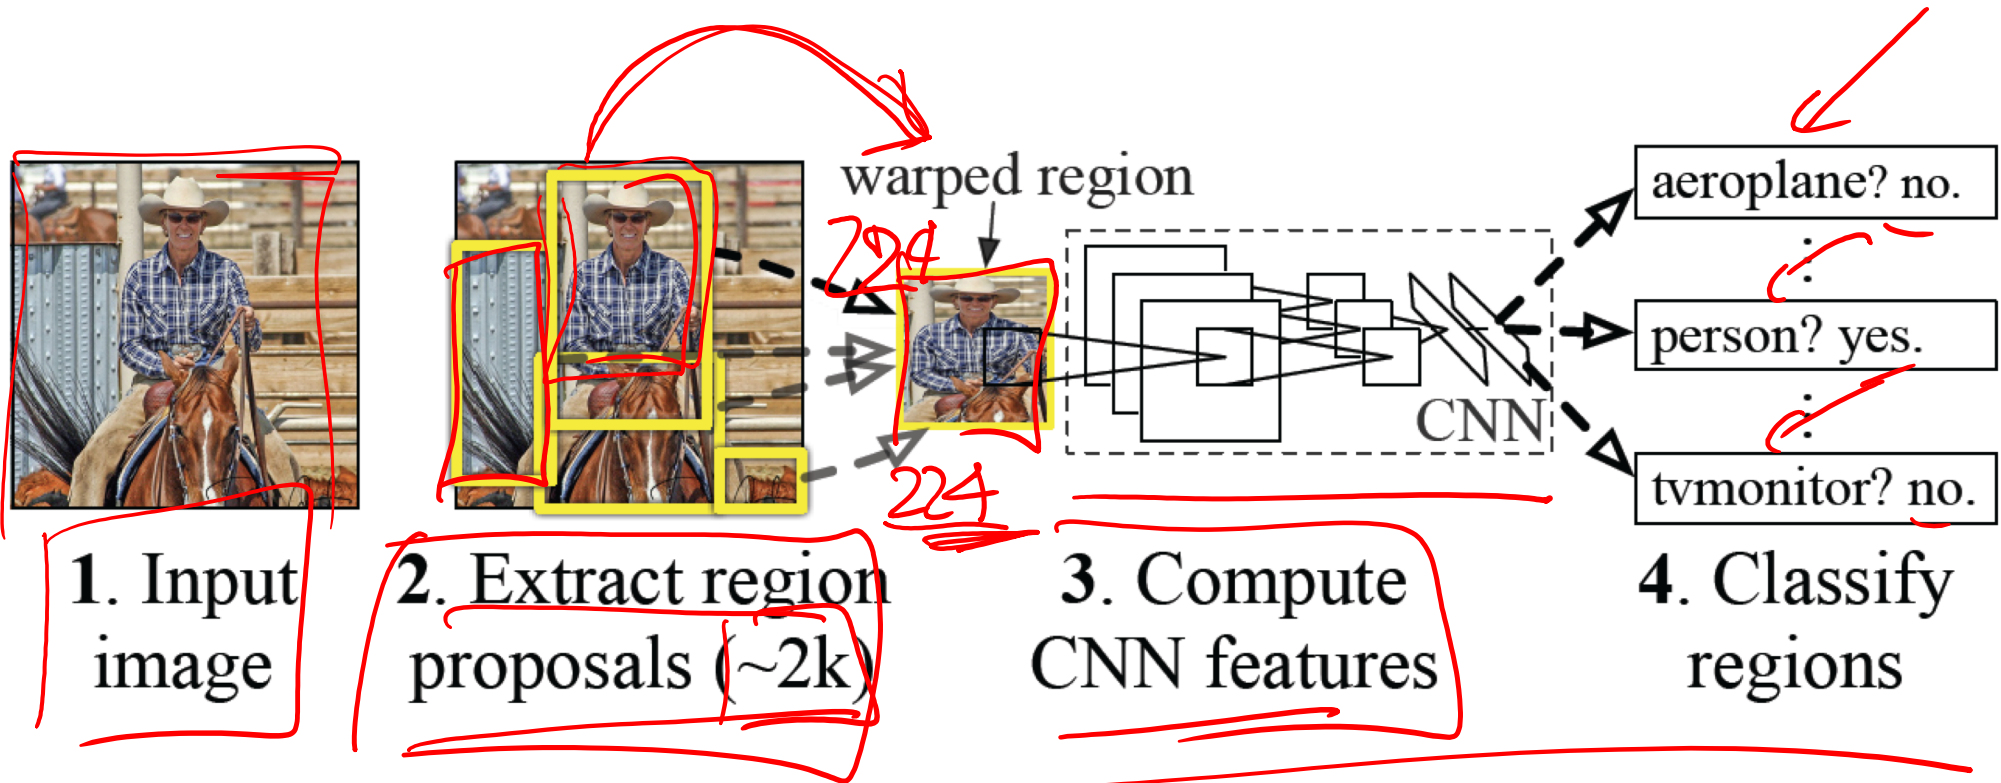 warped region
224
224
aeroplane? no.
person? yes.
CNN
tvmonitor? no.
1. Input
image
2. Extract region
proposals (~2k)
3. Compute
CNN features
4. Classify
regions